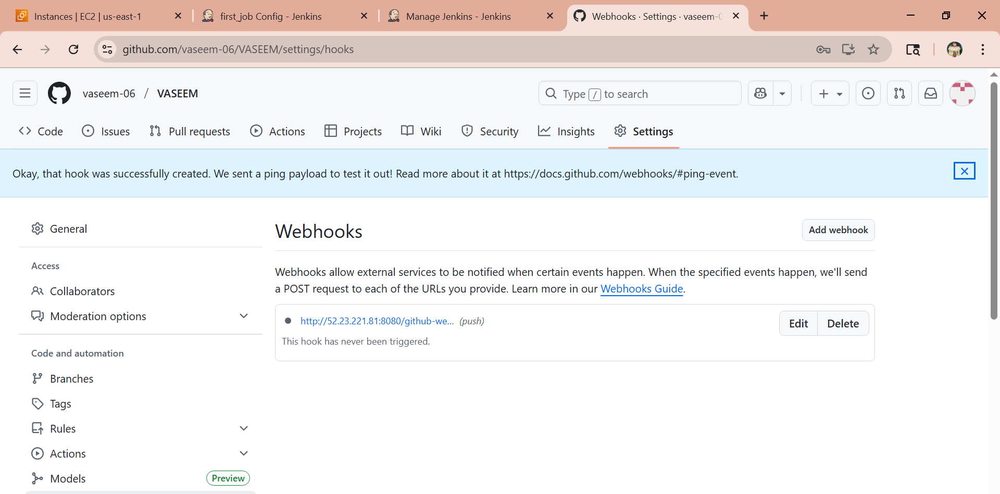 Instances | EC2 | us-east-1
first_job Config - Jenkins
Manage Jenkins - Jenkins
Webhooks · Settings · vaseem-0
github.com/vaseem-06/VASEEM/settings/hooks
vaseem-06 / VASEEM
Type / to search
Code
Issues
Pull requests
Actions
Projects
Wiki
Security
Insights
Settings
Okay, that hook was successfully created. We sent a ping payload to test it out! Read more about it at https://docs.github.com/webhooks/#ping-event.
General
Access
Collaborators
Moderation options
Code and automation
Branches
Tags
Rules
Actions
Models Preview
Webhooks
Add webhook
Webhooks allow external services to be notified when certain events happen. When the specified events happen, we'll send
a POST request to each of the URLs you provide. Learn more in our Webhooks Guide.
http://52.23.221.81:8080/github-we... (push)
Edit
Delete
This hook has never been triggered.